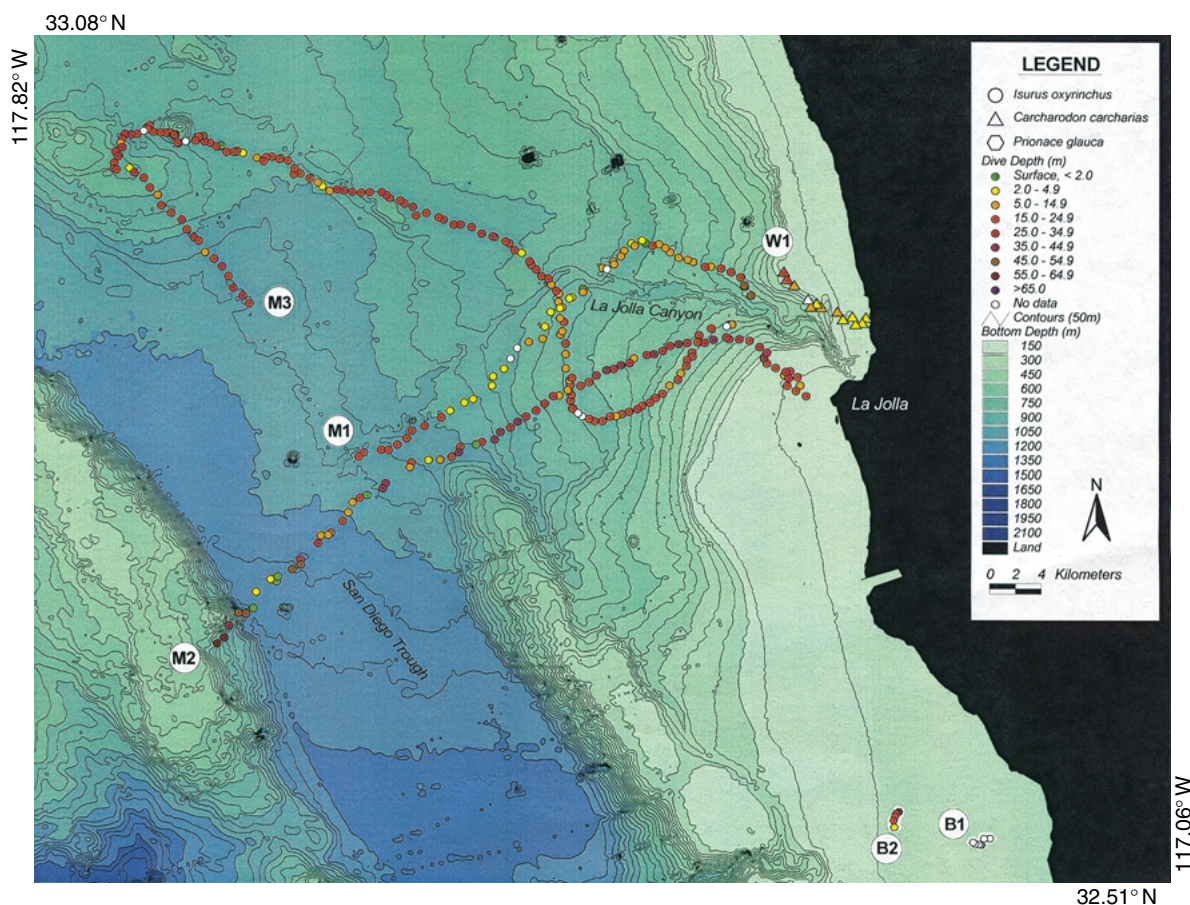 33.08° N
117.82° W
LEGEND
Isurus oxyrinchus
Carcharodon carcharias
Prionace glauca
Dive Depth (m)
Surface, < 2.0
2.0 - 4.9
5.0 - 14.9
15.0 - 24.9
25.0 - 34.9
35.0 - 44.9
45.0 - 54.9
55.0 - 64.9
>65.0
No data
Contours (50m)
Bottom Depth (m)
150
300
450
600
750
900
1050
1200
1350
1500
1650
1800
1950
2100
Land
N
0 2 4 Kilometers
W1
M3
La Jolla Canyon
La Jolla
M1
San Diego Trough
M2
B1
B2
117.06° W
32.51° N